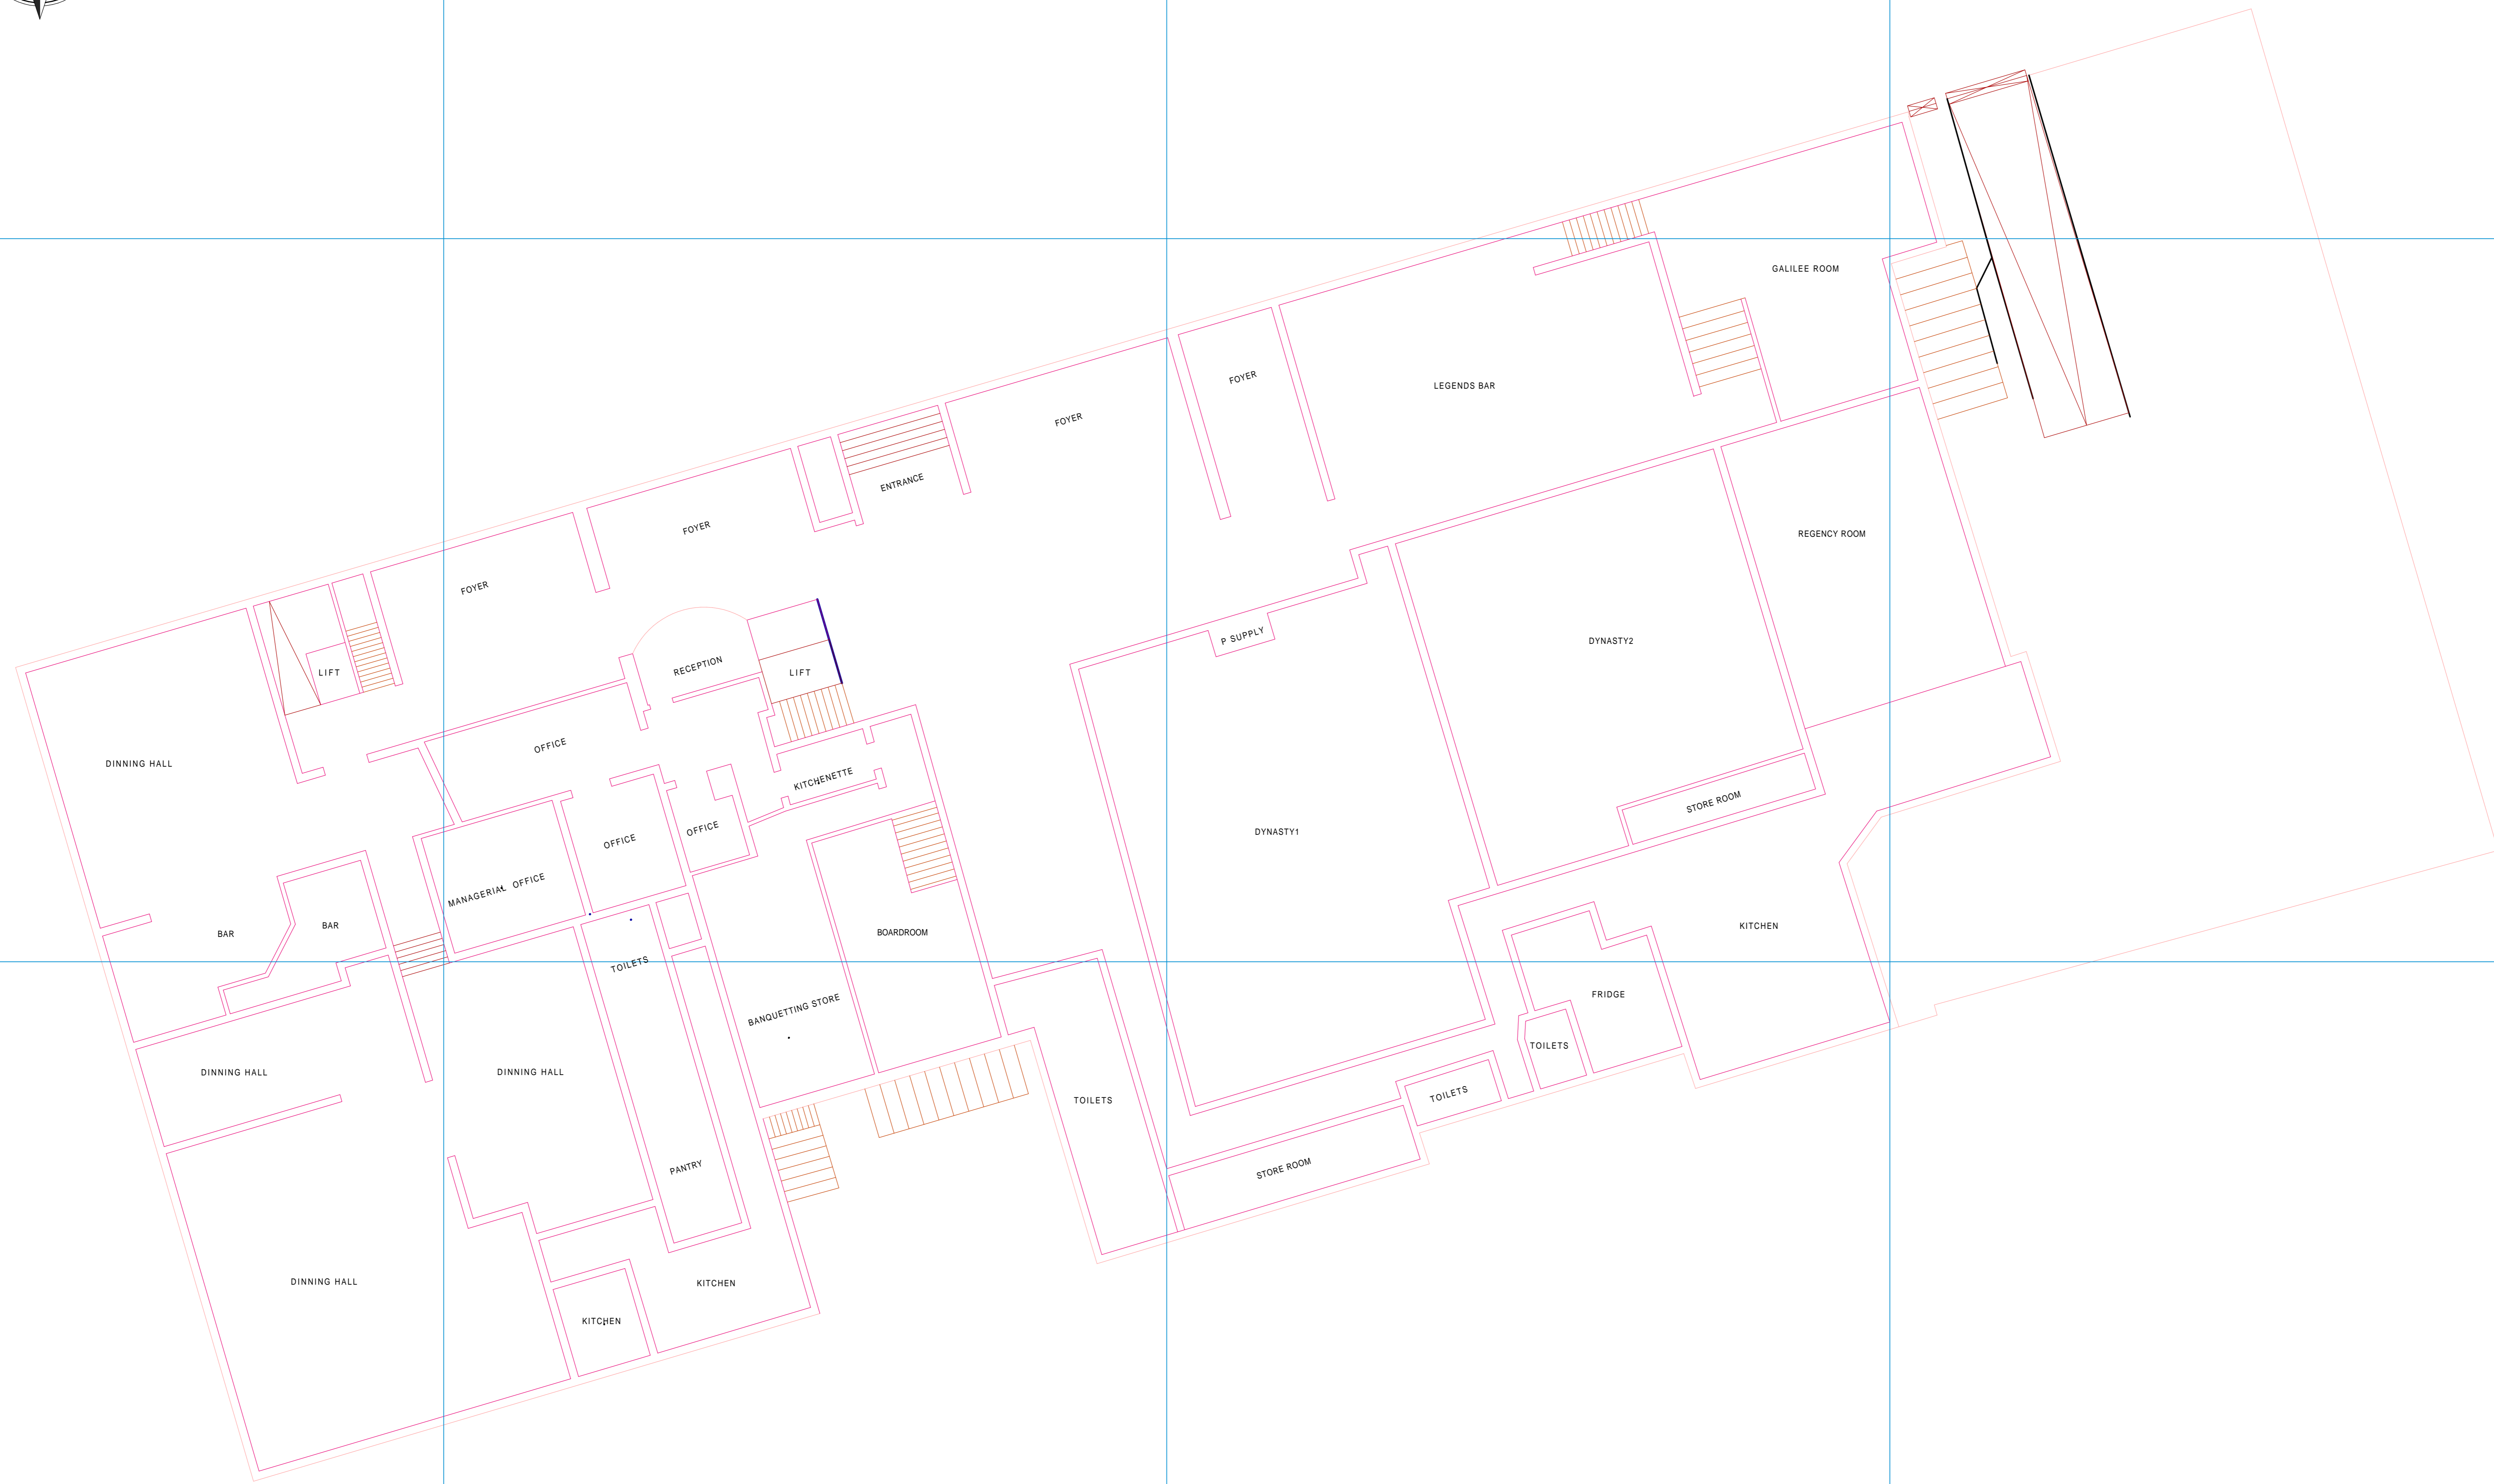 GALILEE ROOM
FOYER
LEGENDS BAR
FOYER
ENTRANCE
FOYER
REGENCY ROOM
FOYER
P SUPPLY
DYNASTY2
RECEPTION
LIFT
LIFT
OFFICE
DINNING HALL
KITCHENETTE
STORE ROOM
OFFICE
OFFICE
DYNASTY1
MANAGERIAL OFFICE
BAR
BAR
BOARDROOM
KITCHEN
TOILETS
FRIDGE
BANQUETTING STORE
TOILETS
DINNING HALL
DINNING HALL
TOILETS
TOILETS
PANTRY
STORE ROOM
DINNING HALL
KITCHEN
KITCHEN